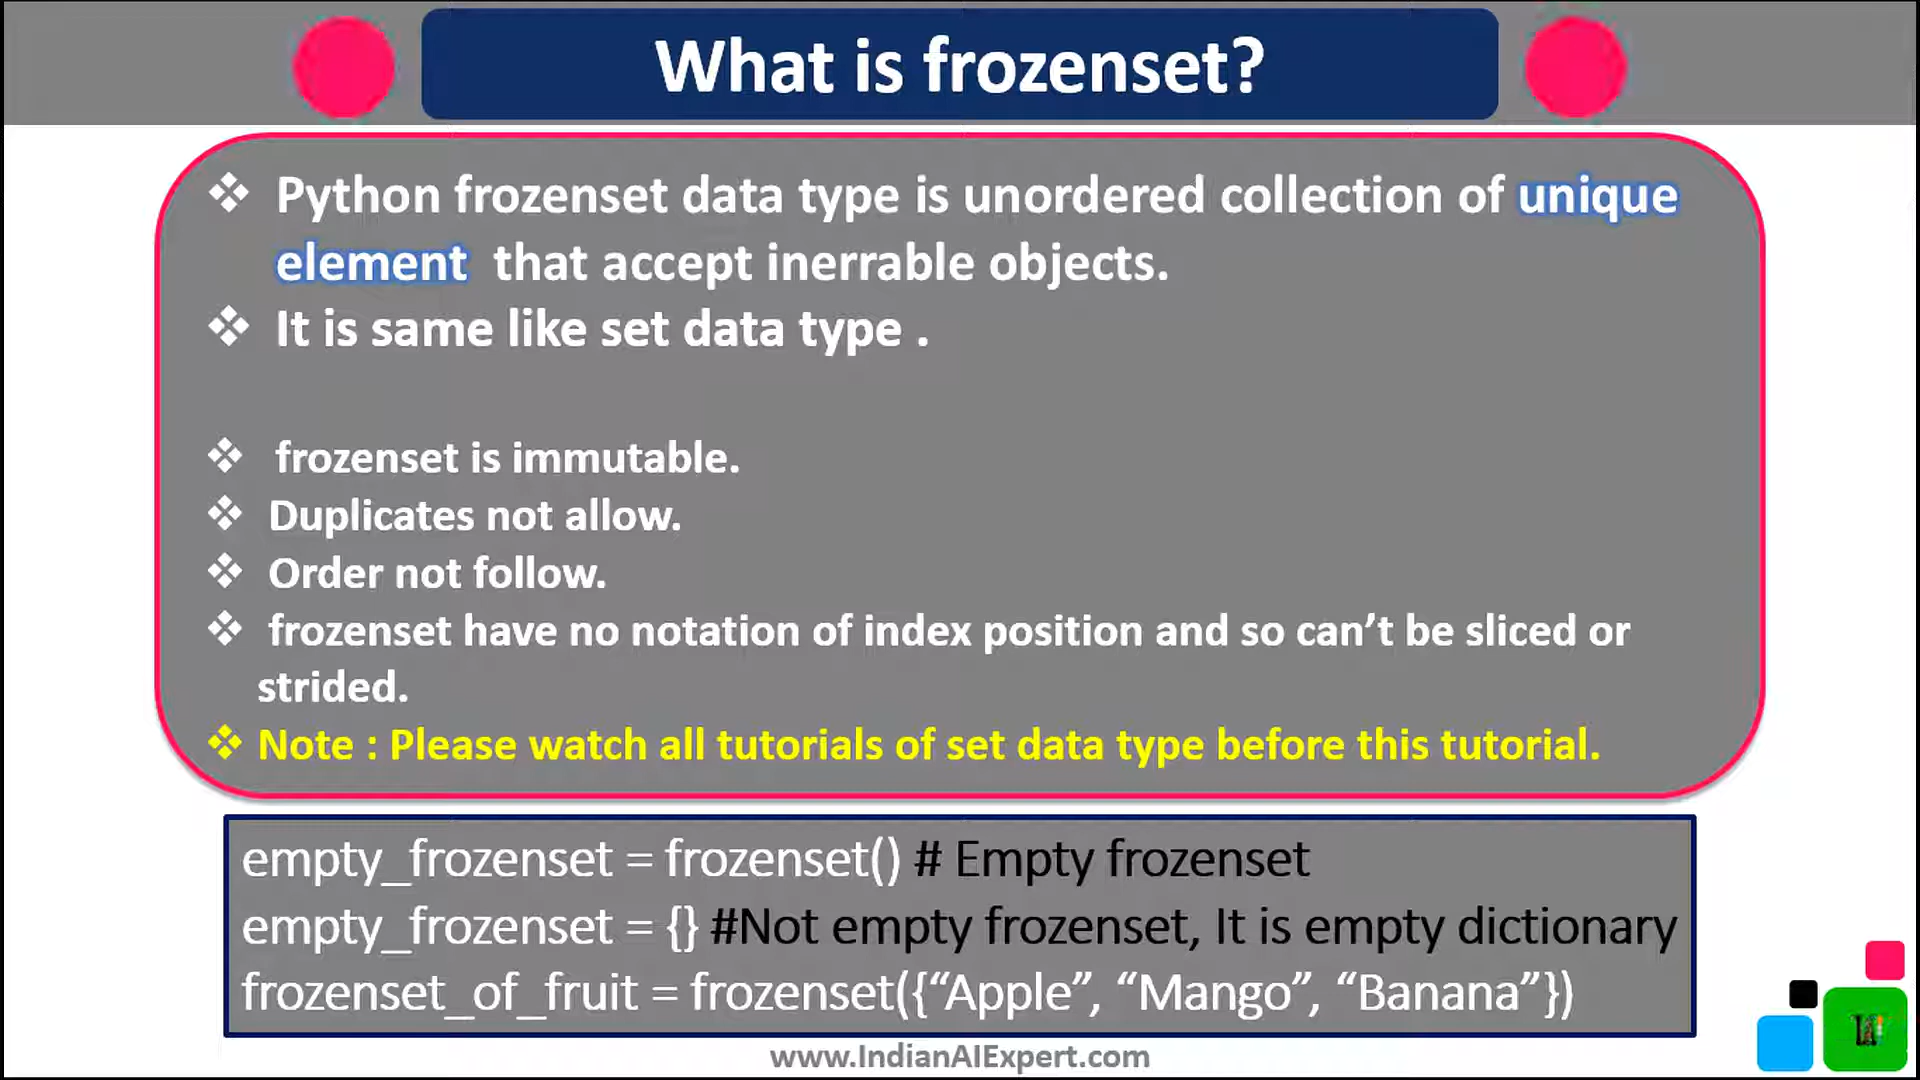 What is frozenset?
❖ Python frozenset data type is unordered collection of unique
element that accept inerrable objects.
❖ It is same like set data type .
❖ frozenset is immutable.
❖ Duplicates not allow.
❖ Order not follow.
❖ frozenset have no notation of index position and so can’t be sliced or
strided.
❖ Note : Please watch all tutorials of set data type before this tutorial.
empty_frozenset = frozenset() # Empty frozenset
empty_frozenset = {} #Not empty frozenset, It is empty dictionary
frozenset_of_fruit = frozenset({“Apple”, “Mango”, “Banana”})
www.IndianAIExpert.com